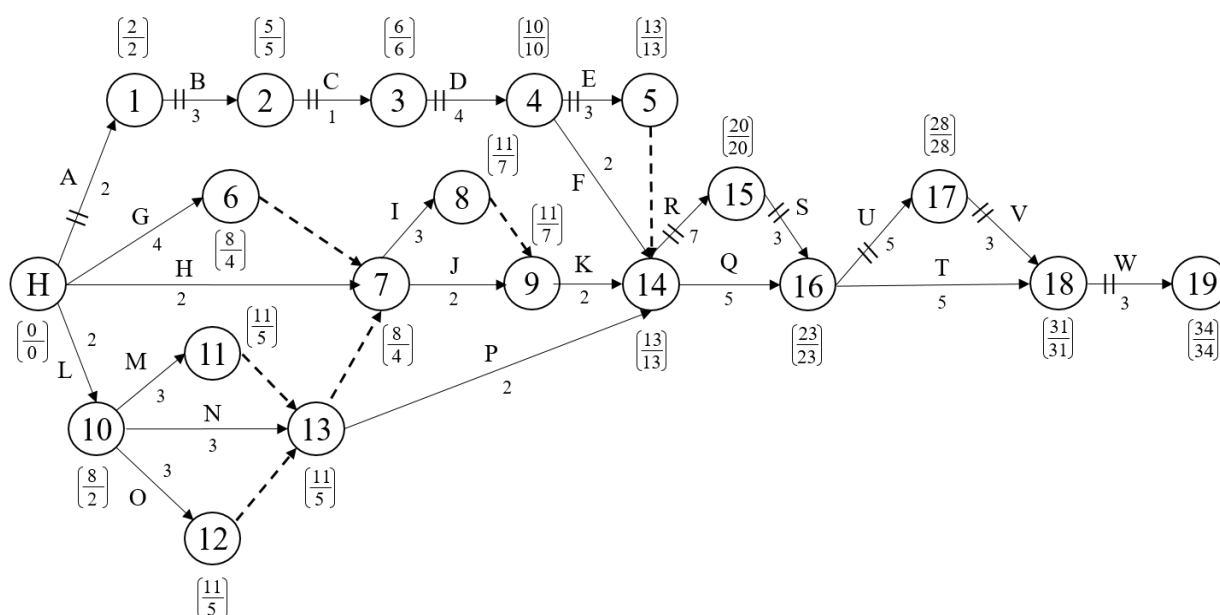 (2/2) (5/5) (6/6) (10/10) (13/13)
B C D E
1 2 3 4 5
3 1 4 3
(20/20) (28/28)
A 2
(11/7)
2 F
G 6 I 8 R 15 S U 17 V
4 (8/4) 3 (11/7) 7 3 5 3
H H 7 J 9 K 14 Q 16 T 18 W 19
2 2 2 5 5 3
(0/0) 2 (11/5) (8/4) (13/13) (23/23) (31/31) (34/34)
L M 11 P
3 2
10 N 13
3
(8/2) 3 (11/5)
O
12
(11/5)